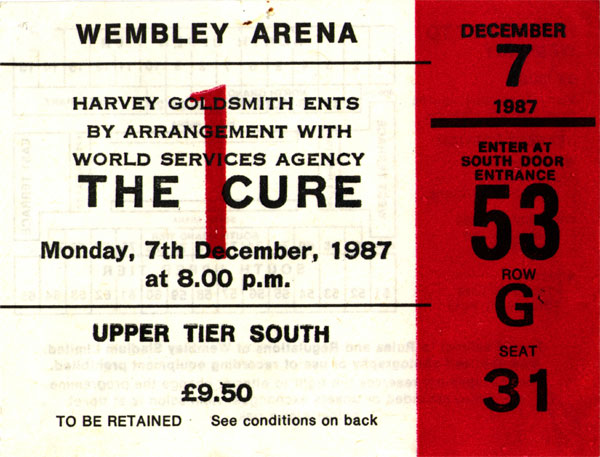 WEMBLEY ARENA
HARVEY GOLDSMITH ENTS
BY ARRANGEMENT WITH
WORLD SERVICES AGENCY
THE CURE
1
Monday, 7th December, 1987
at 8.00 p.m.
UPPER TIER SOUTH
£9.50
TO BE RETAINED See conditions on back
DECEMBER
7
1987
ENTER AT
SOUTH DOOR
ENTRANCE
53
ROW
G
SEAT
31